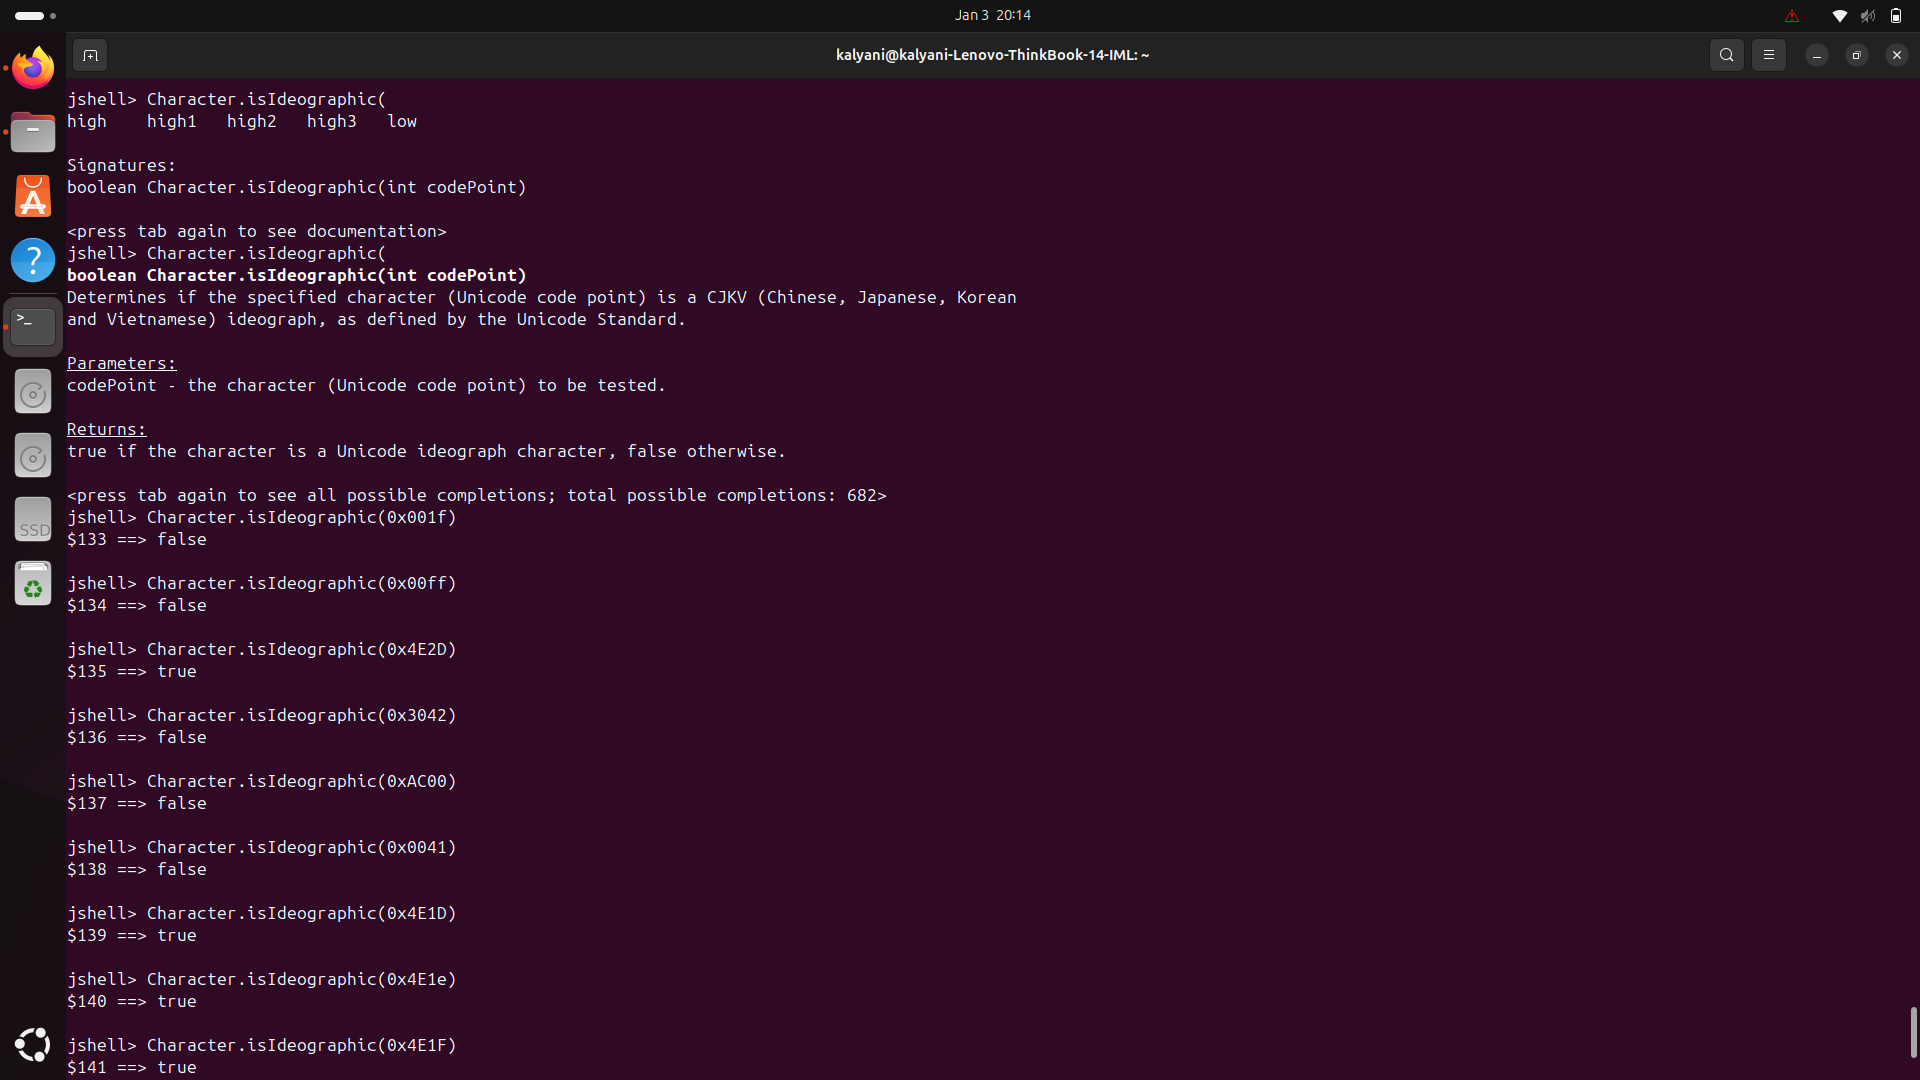 Jan 3 20:14
kalyani@kalyani-Lenovo-ThinkBook-14-IML: ~
jshell> Character.isIdeographic(
high    high1   high2   high3   low
Signatures:
boolean Character.isIdeographic(int codePoint)
<press tab again to see documentation>
jshell> Character.isIdeographic(
boolean Character.isIdeographic(int codePoint)
Determines if the specified character (Unicode code point) is a CJKV (Chinese, Japanese, Korean
and Vietnamese) ideograph, as defined by the Unicode Standard.
Parameters:
codePoint - the character (Unicode code point) to be tested.
Returns:
true if the character is a Unicode ideograph character, false otherwise.
<press tab again to see all possible completions; total possible completions: 682>
jshell> Character.isIdeographic(0x001f)
$133 ==> false
jshell> Character.isIdeographic(0x00ff)
$134 ==> false
jshell> Character.isIdeographic(0x4E2D)
$135 ==> true
jshell> Character.isIdeographic(0x3042)
$136 ==> false
jshell> Character.isIdeographic(0xAC00)
$137 ==> false
jshell> Character.isIdeographic(0x0041)
$138 ==> false
jshell> Character.isIdeographic(0x4E1D)
$139 ==> true
jshell> Character.isIdeographic(0x4E1e)
$140 ==> true
jshell> Character.isIdeographic(0x4E1F)
$141 ==> true
SSD